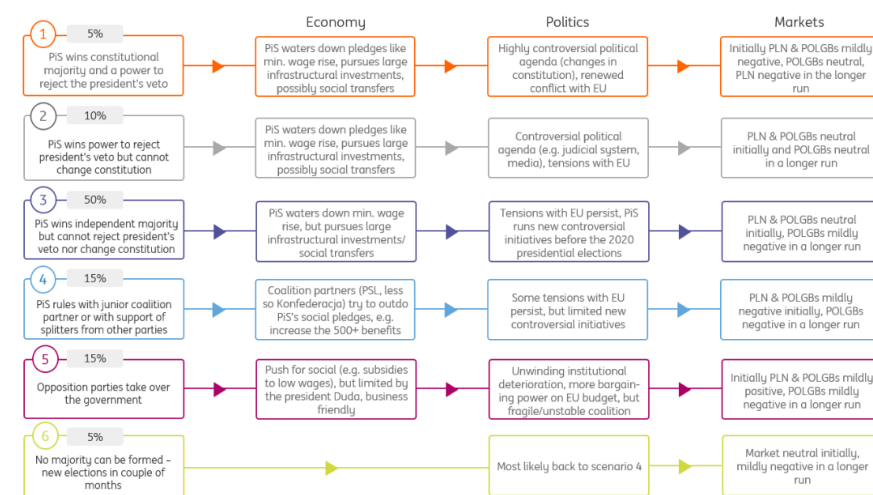 Economy
Politics
Markets
1
5%
PiS wins constitutional
majority and a power to
reject the president's veto
PiS waters down pledges like
min. wage rise, pursues large
infrastructural investments,
possibly social transfers
Highly controversial political
agenda (changes in
constitution), renewed
conflict with EU
Initially PLN & POLGBs mildly
negative, POLGBs neutral,
PLN negative in the longer
run
2
10%
PiS wins power to reject
president's veto but cannot
change constitution
PiS waters down pledges like
min. wage rise, pursues large
infrastructural investments,
possibly social transfers
Controversial political
agenda (e.g. judicial system,
media), tensions with EU
PLN & POLGBs neutral
initially and POLGBs neutral
in a longer run
3
50%
PiS wins independent majority
but cannot reject president's
veto nor change constitution
PiS waters down min. wage
rise, but pursues large
infrastructural investments/
social transfers
Tensions with EU persist, PiS
runs new controversial
initiatives before the 2020
presidential elections
PLN & POLGBs neutral
initially, POLGBs mildly
negative in a longer run
4
15%
PiS rules with junior coalition
partner or with support of
splitters from other parties
Coalition partners (PSL, less
so Konfederacja) try to outdo
PiS's social pledges, e.g.
increase the 500+ benefits
Some tensions with EU
persist, but limited new
controversial initiatives
PLN & POLGBs mildly
negative initially, POLGBs
negative in a longer run
5
15%
Opposition parties take over
the government
Push for social (e.g. subsidies
to low wages), but limited by
the president Duda, business
friendly
Unwinding institutional
deterioration, more bargain-
ing power on EU budget, but
fragile/unstable coalition
Initially PLN & POLGBs mildly
positive, POLGBs mildly
negative in a longer run
6
5%
No majority can be formed –
new elections in couple of
months
Most likely back to scenario 4
Market neutral initially,
mildly negative in a longer
run